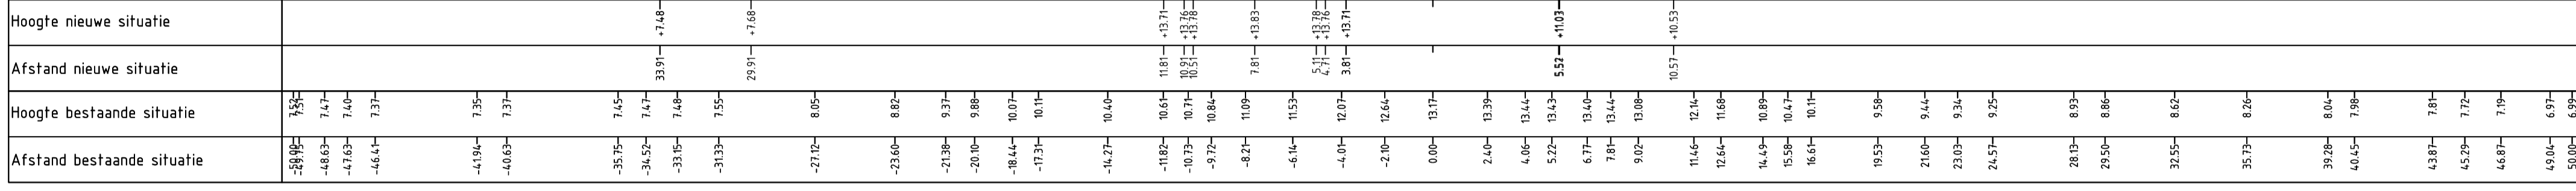 Hoogte nieuwe situatie +7.48 +7.68 +13.71 +13.76 +13.78 +13.83 +13.78 +13.76 +13.71 +11.03 +10.53
Afstand nieuwe situatie 33.91 29.91 11.81 10.91 10.51 7.81 5.11 4.71 3.81 5.52 10.57
Hoogte bestaande situatie 7.52 7.51 7.47 7.40 7.37 7.35 7.37 7.45 7.47 7.48 7.55 8.05 8.82 9.37 9.88 10.07 10.11 10.40 10.61 10.71 10.84 11.09 11.53 12.07 12.64 13.17 13.39 13.44 13.43 13.40 13.44 13.08 12.14 11.68 10.89 10.47 10.11 9.58 9.44 9.34 9.25 8.93 8.86 8.62 8.26 8.04 7.98 7.81 7.72 7.19 6.97 6.99
Afstand bestaande situatie -50.00 -49.75 -48.63 -47.63 -46.41 -41.94 -40.63 -35.75 -34.52 -33.15 -31.33 -27.12 -23.60 -21.38 -20.10 -18.44 -17.31 -14.27 -11.82 -10.73 -9.72 -8.21 -6.14 -4.01 -2.10 0.00 2.40 4.06 5.22 6.77 7.81 9.02 11.46 12.64 14.49 15.58 16.61 19.53 21.60 23.03 24.57 28.13 29.50 32.55 35.73 39.28 40.45 43.87 45.29 46.87 49.04 50.00